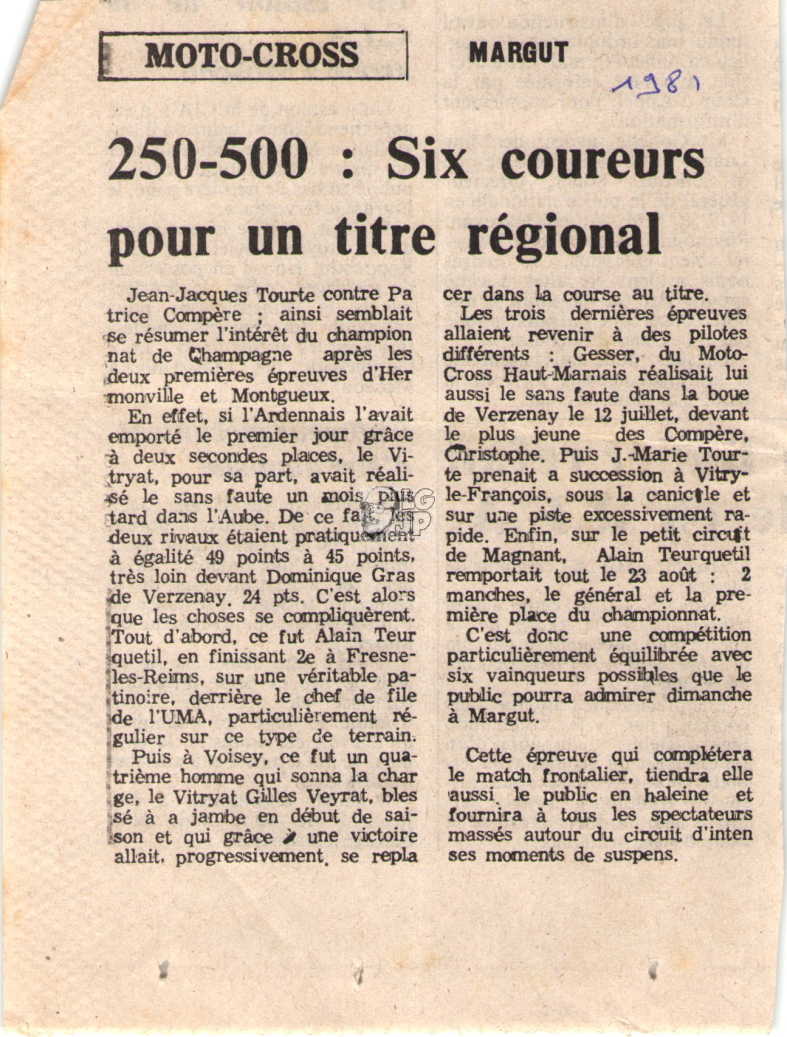 MOTO-CROSS
MARGUT
1981
250-500 : Six coureurs
pour un titre régional
Jean-Jacques Tourte contre Pa
trice Compère ; ainsi semblait
se résumer l'intérêt du champion
nat de Champagne après les
deux premières épreuves d'Her
monville et Montgueux.
En effet, si l'Ardennais l'avait
emporté le premier jour grâce
à deux secondes places, le Vi-
tryat, pour sa part, avait réali-
sé le sans faute un mois plus
tard dans l'Aube. De ce fait les
deux rivaux étaient pratiquement
à égalité 49 points à 45 points,
très loin devant Dominique Gras
de Verzenay. 24 pts. C'est alors
que les choses se compliquèrent.
Tout d'abord, ce fut Alain Teur
quetil, en finissant 2e à Fresne-
les-Reims, sur une véritable pa-
tinoire, derrière le chef de file
de l'UMA, particulièrement ré-
gulier sur ce type de terrain.
Puis à Voisey, ce fut un qua-
trième homme qui sonna la char
ge, le Vitryat Gilles Veyrat, bles
sé à a jambe en début de sai-
son et qui grâce à une victoire
allait, progressivement, se repla
cer dans la course au titre.
Les trois dernières épreuves
allaient revenir à des pilotes
différents : Gesser, du Moto-
Cross Haut-Marnais réalisait lui
aussi le sans faute dans la boue
de Verzenay le 12 juillet, devant
le plus jeune des Compère,
Christophe. Puis J.-Marie Tour-
te prenait a succession à Vitry-
le-François, sous la canicule et
sur une piste excessivement ra-
pide. Enfin, sur le petit circuit
de Magnant, Alain Teurquetil
remportait tout le 23 août : 2
manches, le général et la pre-
mière place du championnat.
C'est donc une compétition
particulièrement équilibrée avec
six vainqueurs possibles que le
public pourra admirer dimanche
à Margut.
Cette épreuve qui complétera
le match frontalier, tiendra elle
aussi le public en haleine et
fournira à tous les spectateurs
massés autour du circuit d'inten
ses moments de suspens.